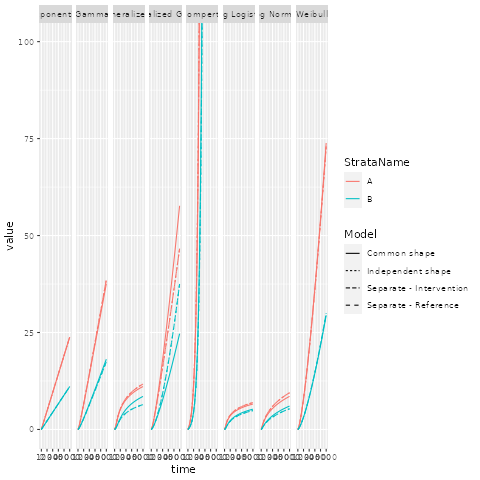 ponent Gamma neralize alized G ompert g Logis g Norm Weibull
100
75
50
25
0
value
time
StrataName
A
B
Model
Common shape
Independent shape
Separate - Intervention
Separate - Reference